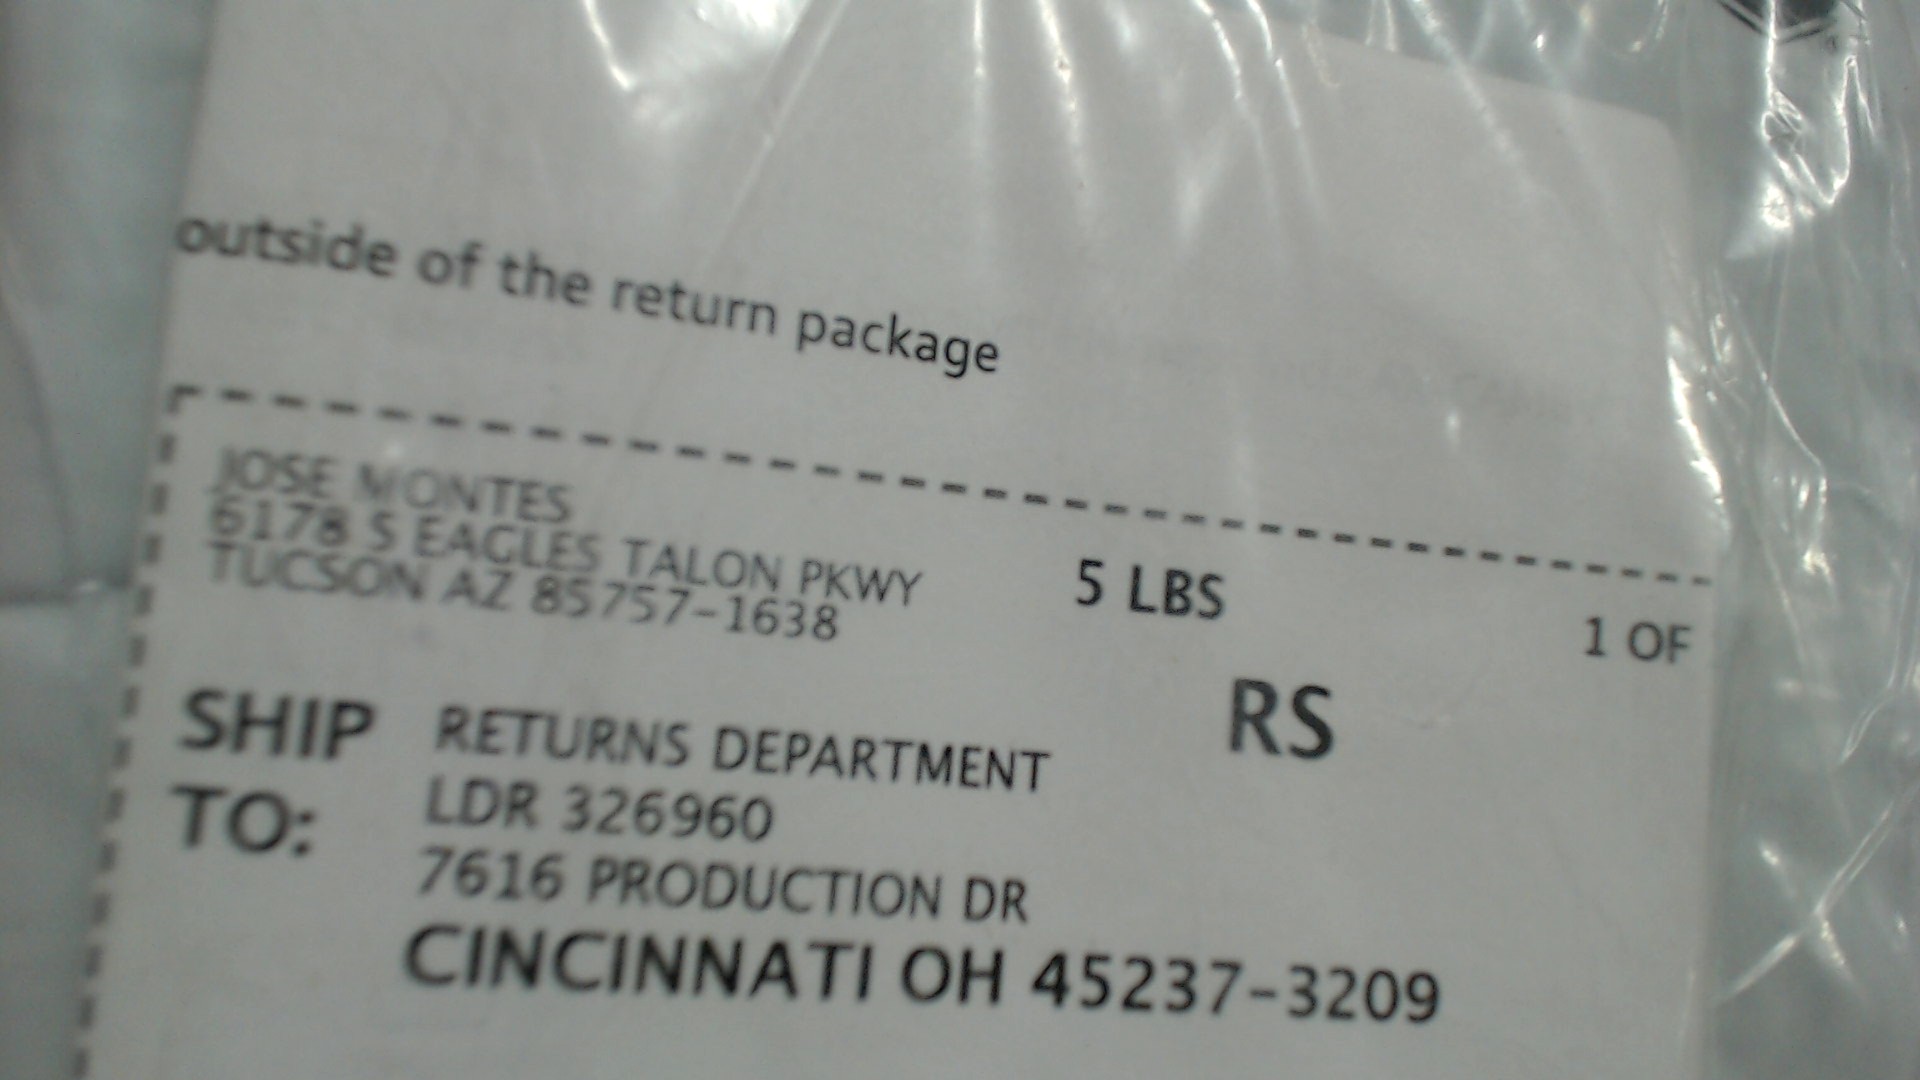 outside of the return package
JOSE MONTES
6178 S EAGLES TALON PKWY
TUCSON AZ 85757-1638
5 LBS
1 OF
RS
SHIP TO:
RETURNS DEPARTMENT
LDR 326960
7616 PRODUCTION DR
CINCINNATI OH 45237-3209